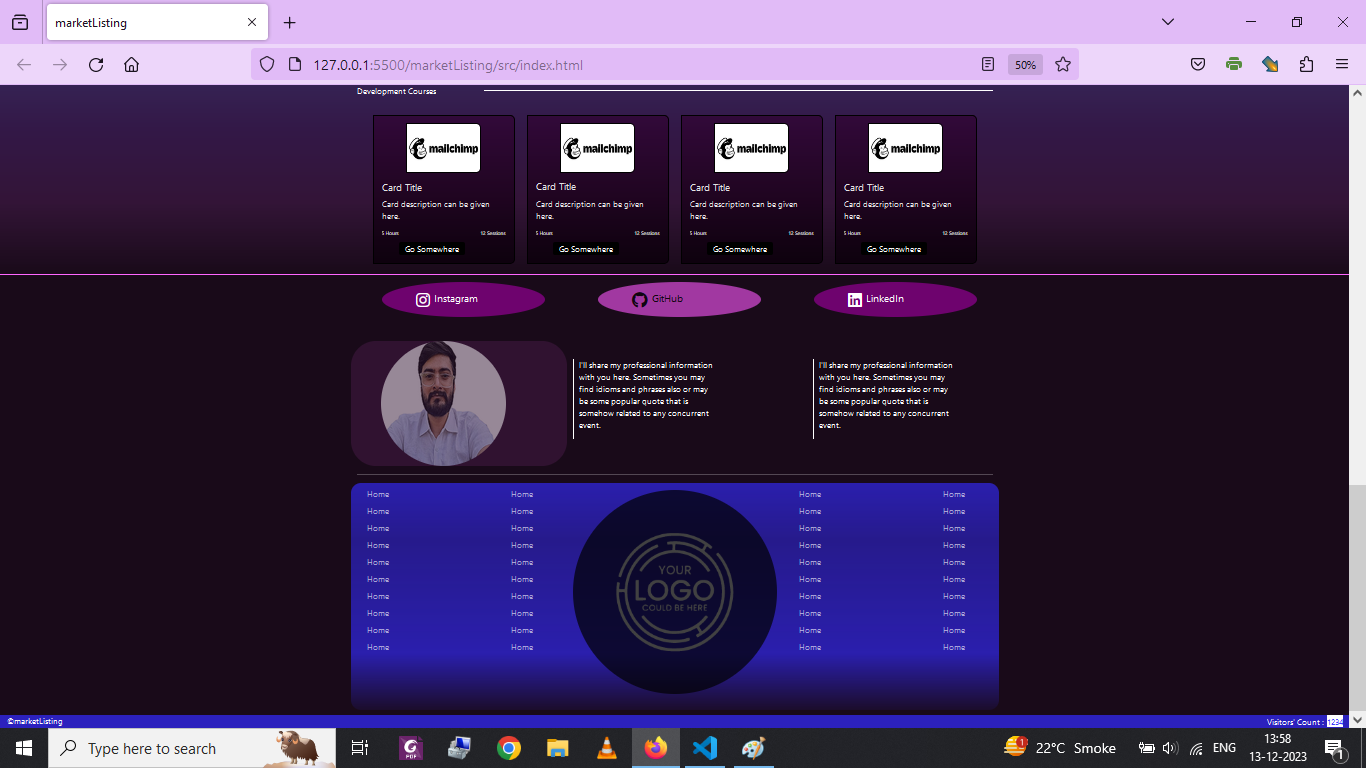 marketListing
127.0.0.1:5500/marketListing/src/index.html
50%
Development Courses
mailchimp mailchimp mailchimp mailchimp
Card Title Card Title Card Title Card Title
Card description can be given Card description can be given Card description can be given Card description can be given
here. here. here. here.
5 Hours 12 Sessions 5 Hours 12 Sessions 5 Hours 12 Sessions 5 Hours 12 Sessions
Go Somewhere Go Somewhere Go Somewhere Go Somewhere
Instagram GitHub LinkedIn
I'll share my professional information
with you here. Sometimes you may
find idioms and phrases also or may
be some popular quote that is
somehow related to any concurrent
event.
I'll share my professional information
with you here. Sometimes you may
find idioms and phrases also or may
be some popular quote that is
somehow related to any concurrent
event.
Home Home Home Home
Home Home Home Home
Home Home Home Home
Home Home Home Home
Home Home Home Home
Home Home Home Home
Home Home Home Home
Home Home Home Home
Home Home Home Home
Home Home Home Home
YOUR
LOGO
COULD BE HERE
©marketListing Visitors' Count : 1234
Type here to search
22°C Smoke
ENG
13:58
13-12-2023